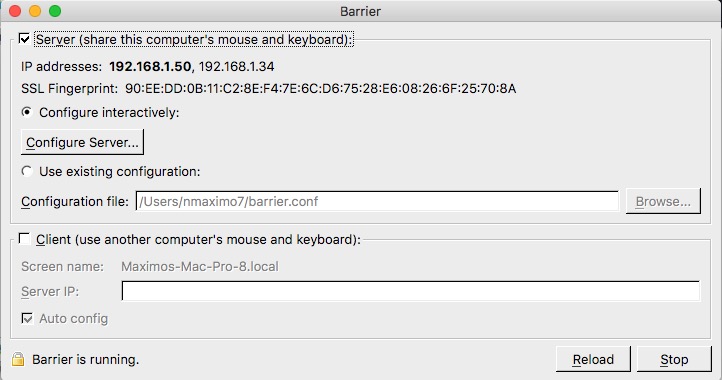 Barrier
Server (share this computer's mouse and keyboard):
IP addresses: 192.168.1.50, 192.168.1.34
SSL Fingerprint: 90:EE:DD:0B:11:C2:8E:F4:7E:6C:D6:75:28:E6:08:26:6F:25:70:8A
Configure interactively:
Configure Server...
Use existing configuration:
Configuration file: /Users/nmaximo7/barrier.conf Browse...
Client (use another computer's mouse and keyboard):
Screen name: Maximos-Mac-Pro-8.local
Server IP:
Auto config
Barrier is running. Reload Stop